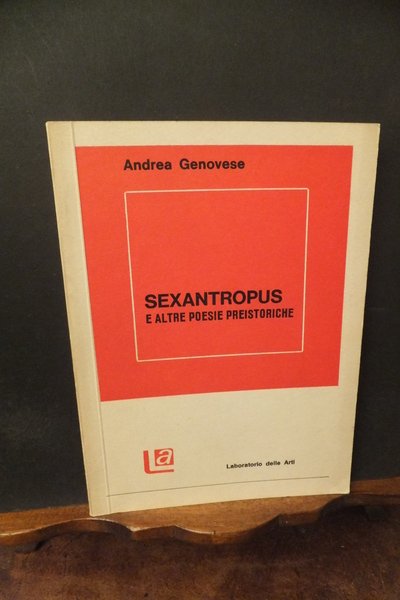 Andrea Genovese
SEXANTROPUS
E ALTRE POESIE PREISTORICHE
La
Laboratorio delle Arti